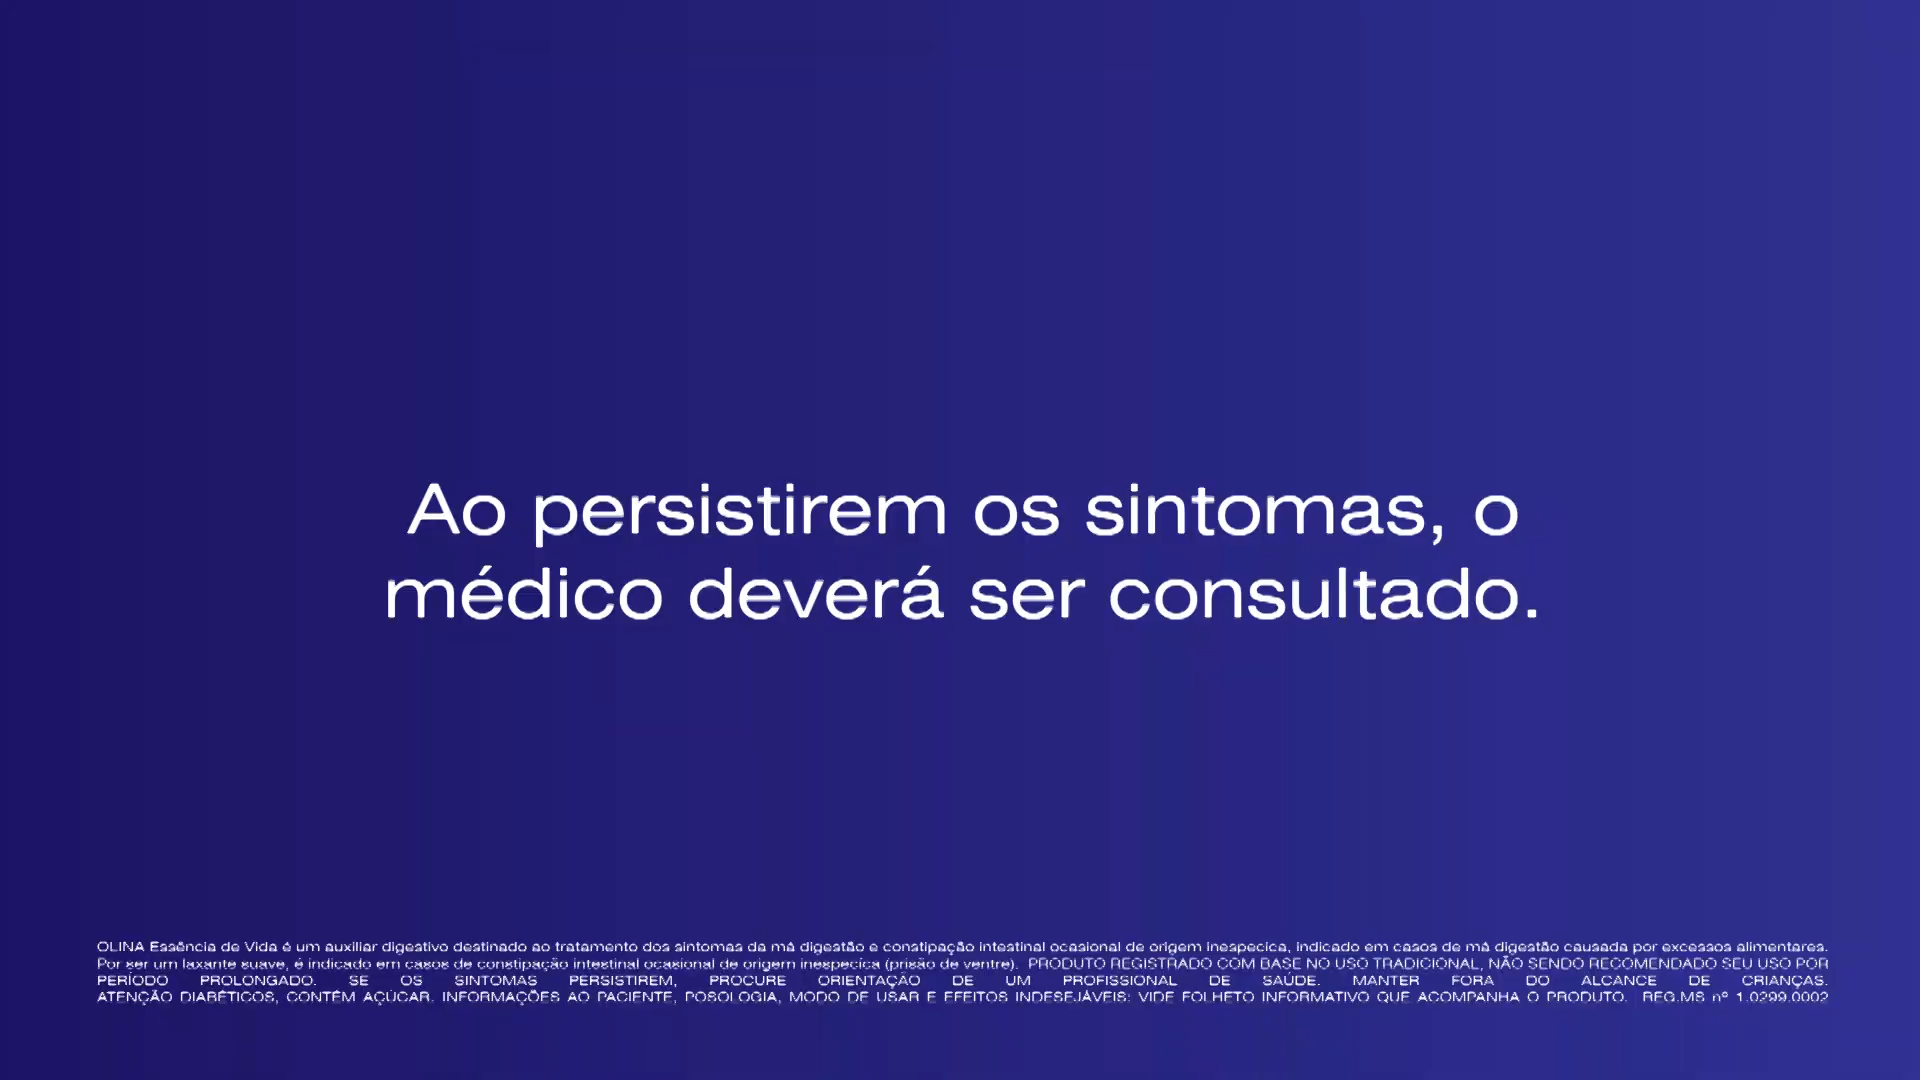 Ao persistirem os sintomas, o
médico deverá ser consultado.
OLINA Essência de Vida é um auxiliar digestivo destinado ao tratamento dos sintomas da má digestão e constipação intestinal ocasional de origem inespecica, indicado em casos de má digestão causada por excessos alimentares.
Por ser um laxante suave, é indicado em casos de constipação intestinal ocasional de origem inespecica (prisão de ventre). PRODUTO REGISTRADO COM BASE NO USO TRADICIONAL, NÃO SENDO RECOMENDADO SEU USO POR
PERÍODO PROLONGADO. SE OS SINTOMAS PERSISTIREM, PROCURE ORIENTAÇÃO DE UM PROFISSIONAL DE SAÚDE. MANTER FORA DO ALCANCE DE CRIANÇAS.
ATENÇÃO DIABÉTICOS, CONTÉM AÇÚCAR. INFORMAÇÕES AO PACIENTE, POSOLOGIA, MODO DE USAR E EFEITOS INDESEJÁVEIS: VIDE FOLHETO INFORMATIVO QUE ACOMPANHA O PRODUTO. REG.MS nº 1.0299.0002